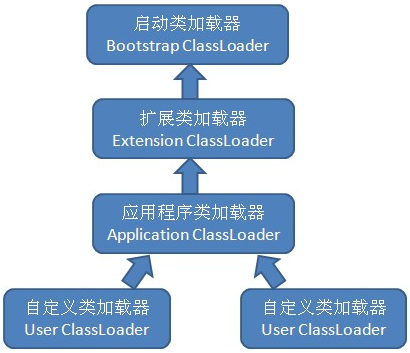 启动类加载器
Bootstrap ClassLoader
扩展类加载器
Extension ClassLoader
应用程序类加载器
Application ClassLoader
自定义类加载器
User ClassLoader
自定义类加载器
User ClassLoader